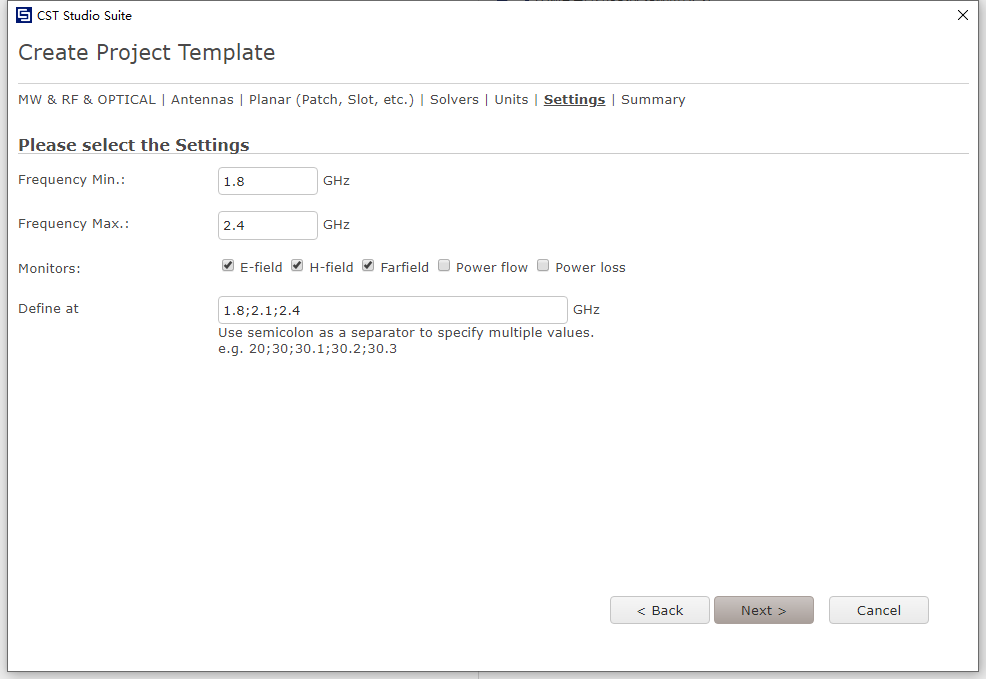 CST Studio Suite
Create Project Template
MW & RF & OPTICAL | Antennas | Planar (Patch, Slot, etc.) | Solvers | Units | Settings | Summary
Please select the Settings
Frequency Min.: 1.8 GHz
Frequency Max.: 2.4 GHz
Monitors: E-field H-field Farfield Power flow Power loss
Define at 1.8;2.1;2.4 GHz
Use semicolon as a separator to specify multiple values.
e.g. 20;30;30.1;30.2;30.3
< Back Next > Cancel